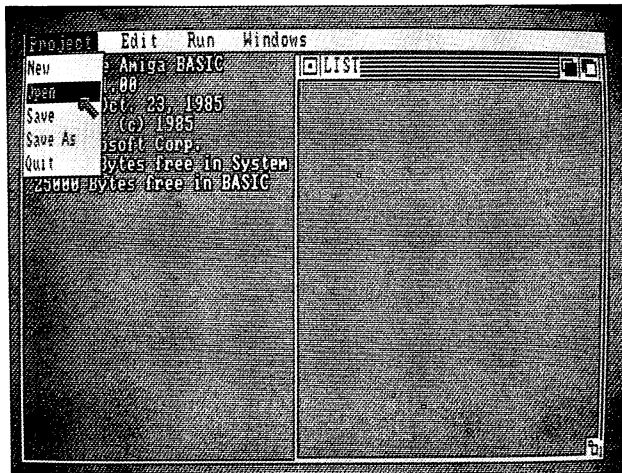 Project Edit Run Windows
New
Open
Save
Save As
Quit
Amiga BASIC
.00
Oct. 23, 1985
(c) 1985
osoft Corp.
Bytes free in System
25000 Bytes free in BASIC
LIST